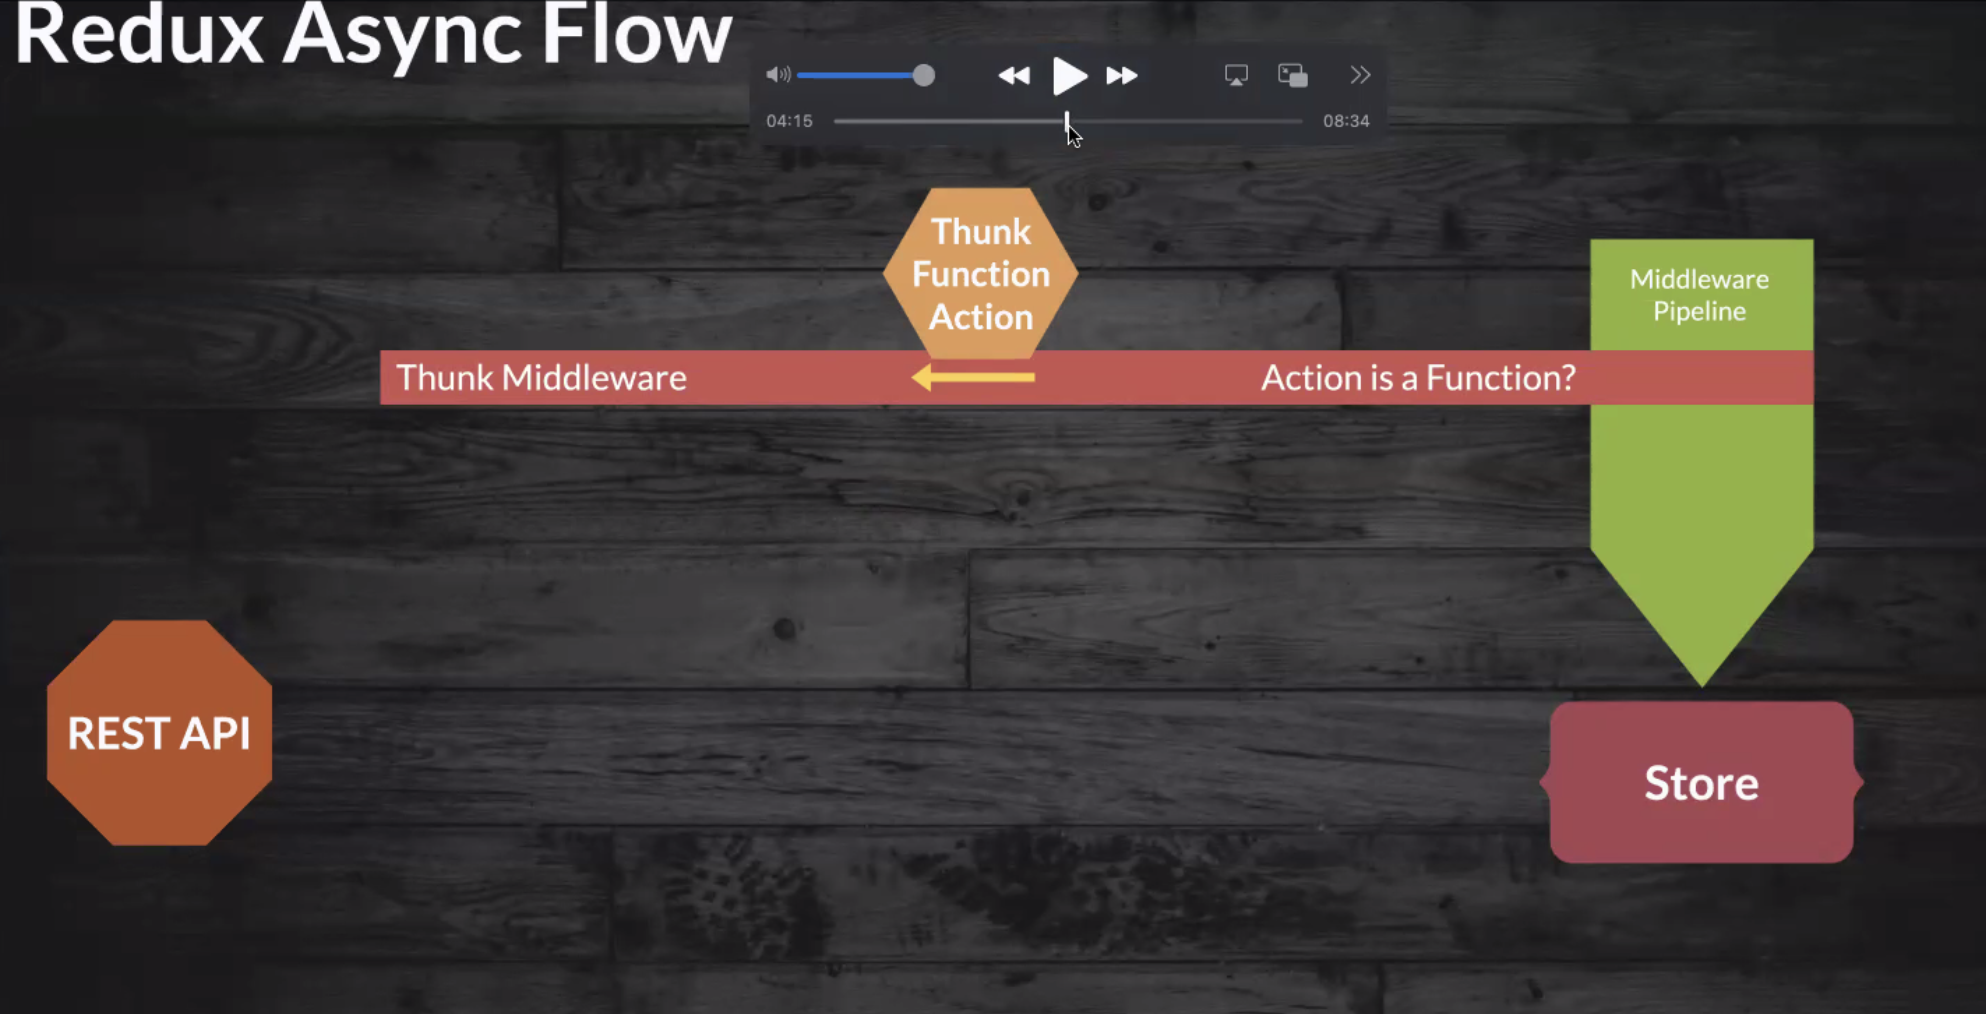 Redux Async Flow
04:15
08:34
Thunk
Function
Action
Middleware
Pipeline
Thunk Middleware
Action is a Function?
REST API
Store